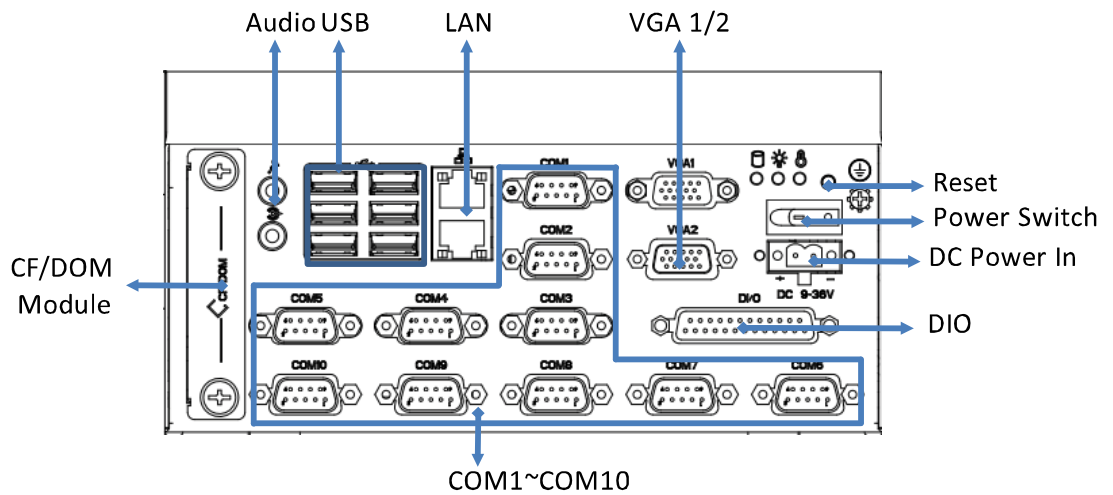 Audio USB LAN VGA 1/2
COM1 VGA1
Reset
Power Switch
COM2 VGA2
DC Power In
CF/DOM
Module
CF/DOM
DC 9-36V
COM5 COM4 COM3 DI/O
DIO
COM10 COM9 COM8 COM7 COM6
COM1~COM10